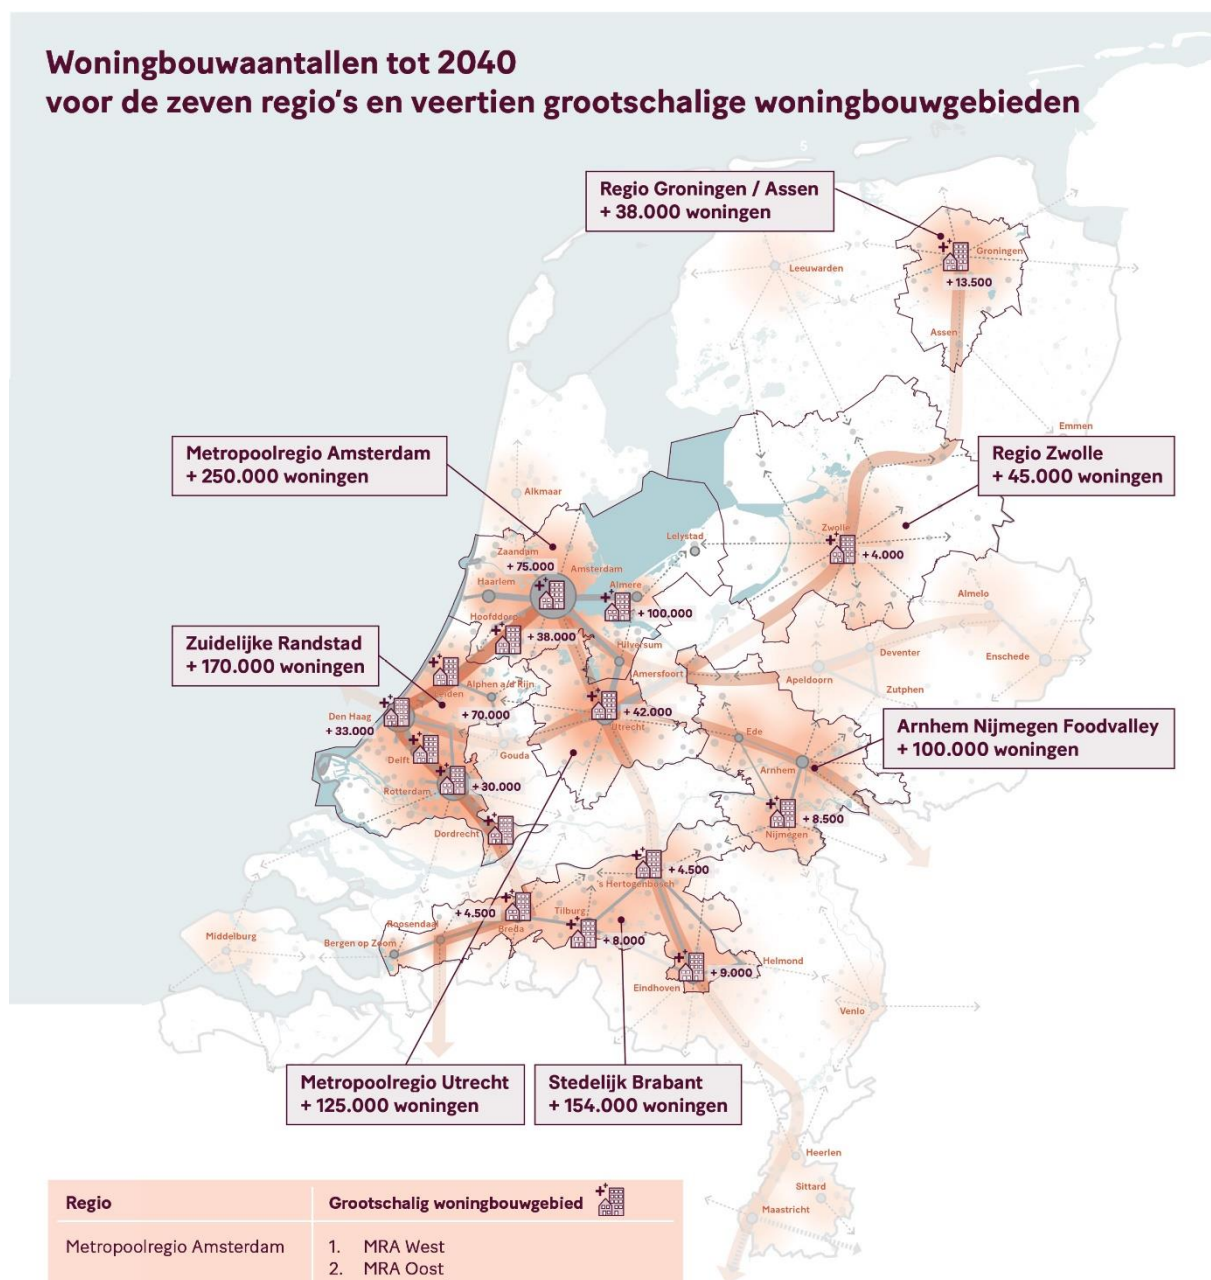 Woningbouwaantallen tot 2040
voor de zeven regio's en veertien grootschalige woningbouwgebieden
5
Regio Groningen / Assen
+ 38.000 woningen
Groningen
Leeuwarden
+ 13.500
Assen
Emmen
Metropoolregio Amsterdam
+ 250.000 woningen
Regio Zwolle
+ 45.000 woningen
Alkmaar
Zwolle
Lelystad
Zaandam
+ 4.000
+ 75.000
Amsterdam
Haarlem
Almere
Almelo
+ 100.000
Hoofddorp
+ 38.000
Zuidelijke Randstad
+ 170.000 woningen
Hilversum
Deventer
Enschede
Amersfoort
Apeldoorn
Alphen a/d Rijn
Leiden
Zutphen
Den Haag
+ 33.000
+ 70.000
+ 42.000
Utrecht
Arnhem Nijmegen Foodvalley
+ 100.000 woningen
Ede
Gouda
Delft
Arnhem
Rotterdam
+ 30.000
+ 8.500
Dordrecht
Nijmegen
+ 4.500
's Hertogenbosch
+ 4.500
Tilburg
Roosendaal
Breda
Middelburg
Bergen op Zoom
+ 8.000
Helmond
+ 9.000
Eindhoven
Venlo
Metropoolregio Utrecht
+ 125.000 woningen
Stedelijk Brabant
+ 154.000 woningen
Heerlen
Sittard
Maastricht
Regio
Grootschalig woningbouwgebied
Metropoolregio Amsterdam
1. MRA West
2. MRA Oost